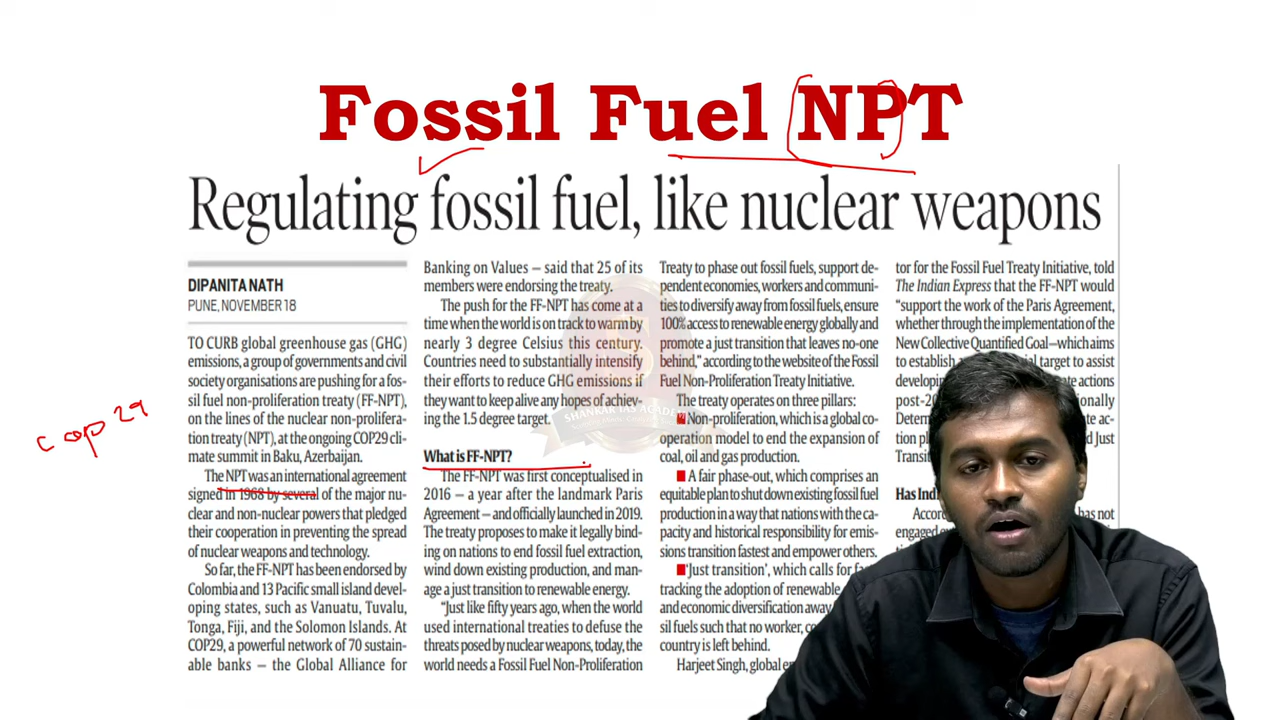 Fossil Fuel NPT
Regulating fossil fuel, like nuclear weapons
DIPANITA NATH
PUNE, NOVEMBER 18
TO CURB global greenhouse gas (GHG)
emissions, a group of governments and civil
society organisations are pushing for a fos-
sil fuel non-proliferation treaty (FF-NPT),
on the lines of the nuclear non-prolifera-
tion treaty (NPT), at the ongoing COP29 cli-
mate summit in Baku, Azerbaijan.
The NPT was an international agreement
signed in 1968 by several of the major nu-
clear and non-nuclear powers that pledged
their cooperation in preventing the spread
of nuclear weapons and technology.
So far, the FF-NPT has been endorsed by
Colombia and 13 Pacific small island devel-
oping states, such as Vanuatu, Tuvalu,
Tonga, Fiji, and the Solomon Islands. At
COP29, a powerful network of 70 sustain-
able banks — the Global Alliance for
Banking on Values — said that 25 of its
members were endorsing the treaty.
The push for the FF-NPT has come at a
time when the world is on track to warm by
nearly 3 degree Celsius this century.
Countries need to substantially intensify
their efforts to reduce GHG emissions if
they want to keep alive any hopes of achiev-
ing the 1.5 degree target.
What is FF-NPT?
The FF-NPT was first conceptualised in
2016 — a year after the landmark Paris
Agreement — and officially launched in 2019.
The treaty proposes to make it legally bind-
ing on nations to end fossil fuel extraction,
wind down existing production, and man-
age a just transition to renewable energy.
"Just like fifty years ago, when the world
used international treaties to defuse the
threats posed by nuclear weapons, today, the
world needs a Fossil Fuel Non-Proliferation
Treaty to phase out fossil fuels, support de-
pendent economies, workers and communi-
ties to diversify away from fossil fuels, ensure
100% access to renewable energy globally and
promote a just transition that leaves no-one
behind," according to the website of the Fossil
Fuel Non-Proliferation Treaty Initiative.
The treaty operates on three pillars:
Non-proliferation, which is a global co-
operation model to end the expansion of
coal, oil and gas production.
A fair phase-out, which comprises an
equitable plan to shut down existing fossil fuel
production in a way that nations with the ca-
pacity and historical responsibility for emis-
sions transition fastest and empower others.
'Just transition', which calls for
tracking the adoption of renewable
and economic diversification away
sil fuels such that no worker,
country is left behind.
Harjeet Singh, global
tor for the Fossil Fuel Treaty Initiative, told
The Indian Express that the FF-NPT would
"support the work of the Paris Agreement,
whether through the implementation of the
New Collective Quantified Goal—which aims
to establish target to assist
actions
SHANKAR IAS ACADEMY
cop 29